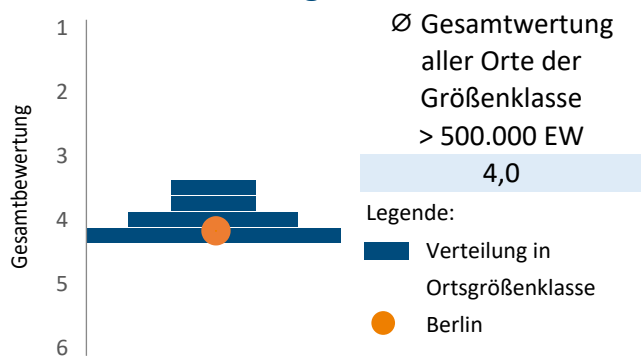 Gesamtbewertung
1
2
3
4
5
6
Ø Gesamtwertung
aller Orte der
Größenklasse
> 500.000 EW
4,0
Legende:
Verteilung in
Ortsgrößenklasse
Berlin